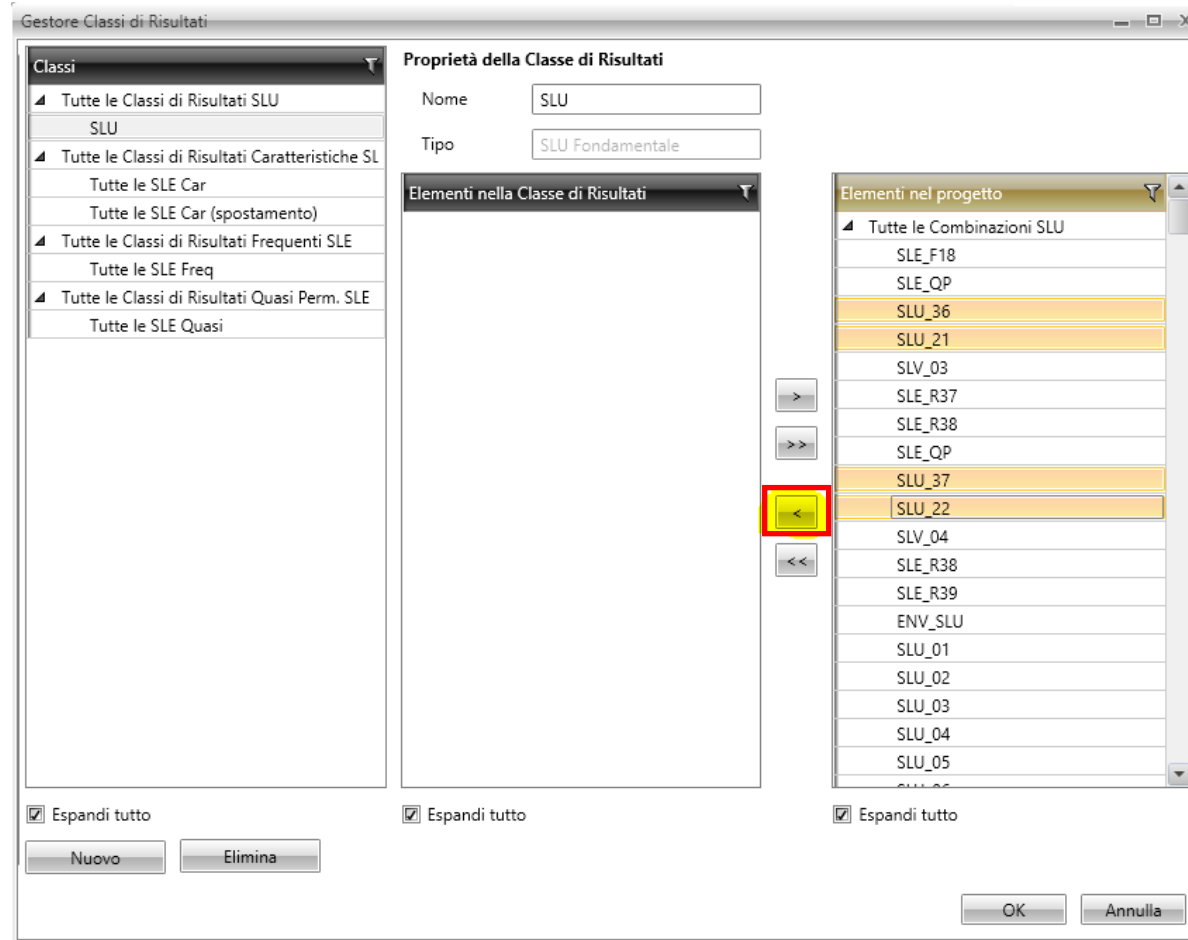 Gestore Classi di Risultati
Classi
Tutte le Classi di Risultati SLU
SLU
Tutte le Classi di Risultati Caratteristiche SL
Tutte le SLE Car
Tutte le SLE Car (spostamento)
Tutte le Classi di Risultati Frequenti SLE
Tutte le SLE Freq
Tutte le Classi di Risultati Quasi Perm. SLE
Tutte le SLE Quasi
Espandi tutto
Nuovo Elimina
Proprietà della Classe di Risultati
Nome SLU
Tipo SLU Fondamentale
Elementi nella Classe di Risultati
Espandi tutto
>
>>
<
<<
Elementi nel progetto
Tutte le Combinazioni SLU
SLE_F18
SLE_QP
SLU_36
SLU_21
SLV_03
SLE_R37
SLE_R38
SLE_QP
SLU_37
SLU_22
SLV_04
SLE_R38
SLE_R39
ENV_SLU
SLU_01
SLU_02
SLU_03
SLU_04
SLU_05
Espandi tutto
OK Annulla